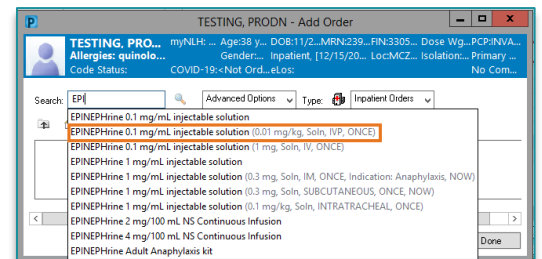 P TESTING, PRODN - Add Order
TESTING, PRO... myNLH: ... Age:38 y... DOB:11/2...MRN:239...FIN:3305... Dose Wg...PCP:INVA...
Allergies: quinolo... Gender:... Inpatient, [12/15/20... Loc:MCZ... Isolation:... Primary ...
Code Status: COVID-19:<Not Ord...eLos: No Com...
Search: EPI Advanced Options Type: Inpatient Orders
EPINEPHrine 0.1 mg/mL injectable solution
EPINEPHrine 0.1 mg/mL injectable solution (0.01 mg/kg, Soln, IVP, ONCE)
EPINEPHrine 0.1 mg/mL injectable solution (1 mg, Soln, IV, ONCE)
EPINEPHrine 1 mg/mL injectable solution
EPINEPHrine 1 mg/mL injectable solution (0.3 mg, Soln, IM, ONCE, Indication: Anaphylaxis, NOW)
EPINEPHrine 1 mg/mL injectable solution (0.3 mg, Soln, SUBCUTANEOUS, ONCE, NOW)
EPINEPHrine 1 mg/mL injectable solution (0.1 mg/kg, Soln, INTRATRACHEAL, ONCE)
EPINEPHrine 2 mg/100 mL NS Continuous Infusion
EPINEPHrine 4 mg/100 mL NS Continuous Infusion
EPINEPHrine Adult Anaphylaxis kit
Done